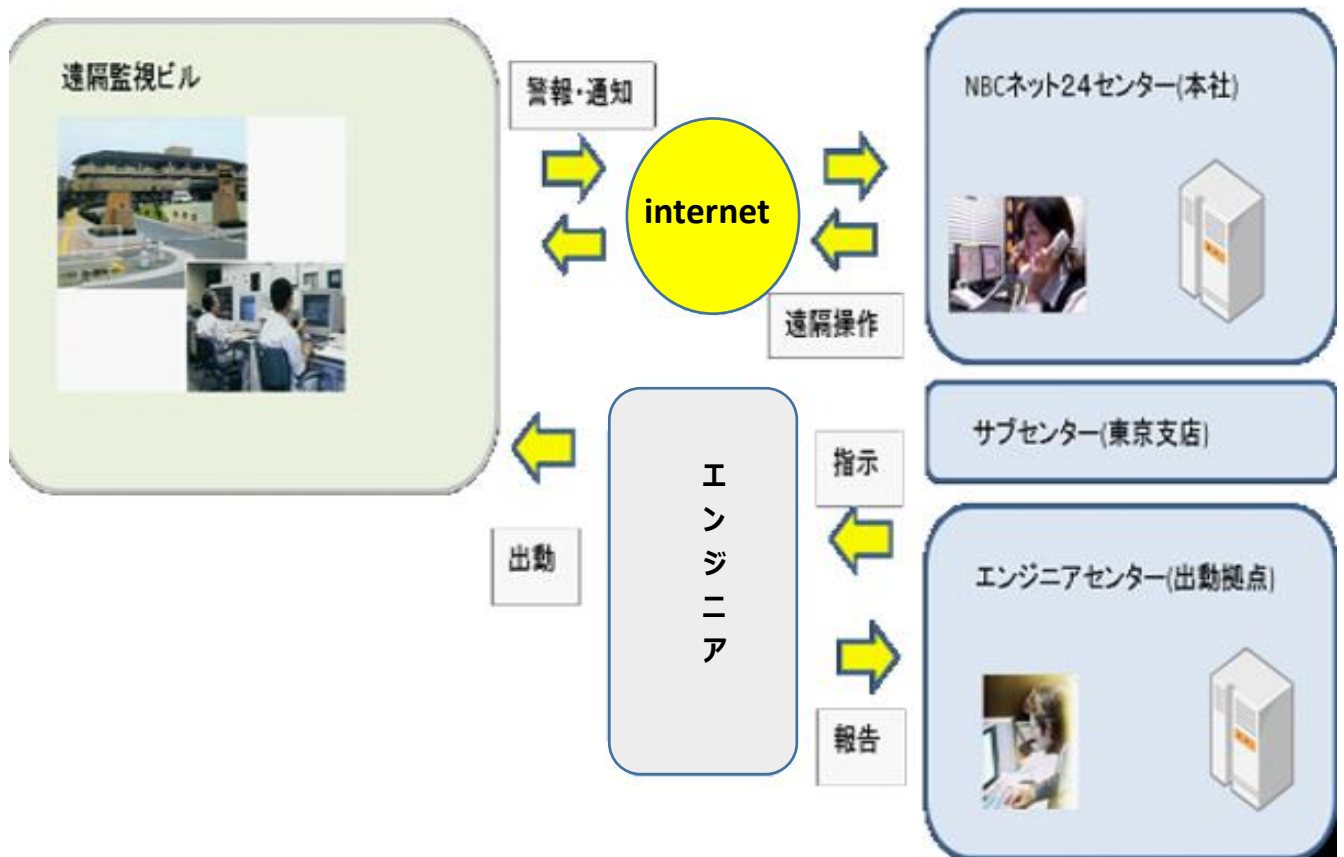 遠隔監視ビル
警報・通知
internet
NBCネット24センター(本社)
遠隔操作
サブセンター(東京支店)
指示
エンジニア
出動
エンジニアセンター(出動拠点)
報告